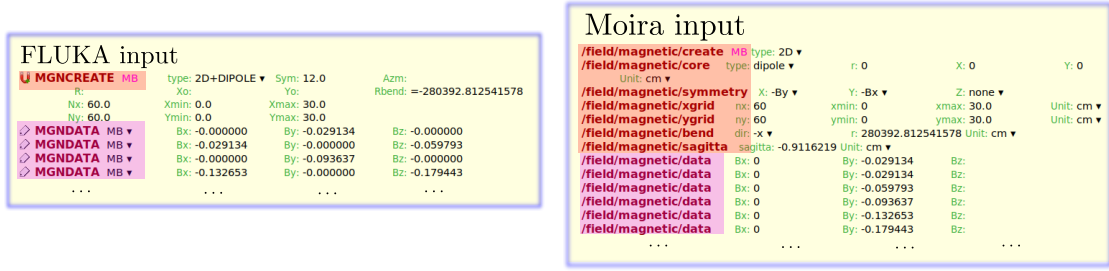 FLUKA input
MGNCREATE MB type: 2D+DIPOLE ▾ Sym: 12.0 Azm:
R: Xo: Yo: Rbend: =-280392.812541578
Nx: 60.0 Xmin: 0.0 Xmax: 30.0
Ny: 60.0 Ymin: 0.0 Ymax: 30.0
MGNDATA MB ▾ Bx: -0.000000 By: -0.029134 Bz: -0.000000
MGNDATA MB ▾ Bx: -0.029134 By: -0.000000 Bz: -0.059793
MGNDATA MB ▾ Bx: -0.000000 By: -0.093637 Bz: -0.000000
MGNDATA MB ▾ Bx: -0.132653 By: -0.000000 Bz: -0.179443
... ... ... ...
Moira input
/field/magnetic/create MB type: 2D ▾
/field/magnetic/core type: dipole ▾ r: 0 X: 0 Y: 0
Unit: cm ▾
/field/magnetic/symmetry X: -By ▾ Y: -Bx ▾ Z: none ▾
/field/magnetic/xgrid nx: 60 xmin: 0 xmax: 30.0 Unit: cm ▾
/field/magnetic/ygrid ny: 60 ymin: 0 ymax: 30.0 Unit: cm ▾
/field/magnetic/bend dir: -x ▾ r: 280392.812541578 Unit: cm ▾
/field/magnetic/sagitta sagitta: -0.9116219 Unit: cm ▾
/field/magnetic/data Bx: 0 By: -0.029134 Bz:
/field/magnetic/data Bx: 0 By: -0.029134 Bz:
/field/magnetic/data Bx: 0 By: -0.059793 Bz:
/field/magnetic/data Bx: 0 By: -0.093637 Bz:
/field/magnetic/data Bx: 0 By: -0.132653 Bz:
/field/magnetic/data Bx: 0 By: -0.179443 Bz:
... ... ... ...